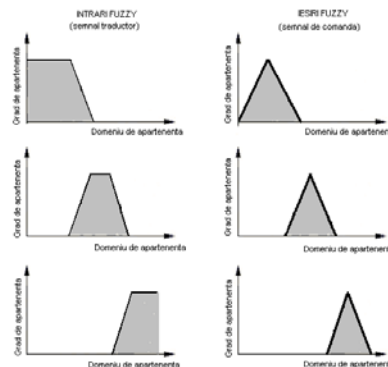 INTRARI FUZZY
(semnal traductor)
IESIRI FUZZY
(semnal de comanda)
Grad de apartenenta
Domeniu de apartenenta
Grad de apartenenta
Domeniu de apartenenta
Grad de apartenenta
Domeniu de apartenenta
Grad de apartenenta
Domeniu de apartenenta
Grad de apartenenta
Domeniu de apartenenta
Grad de apartenenta
Domeniu de apartenenta